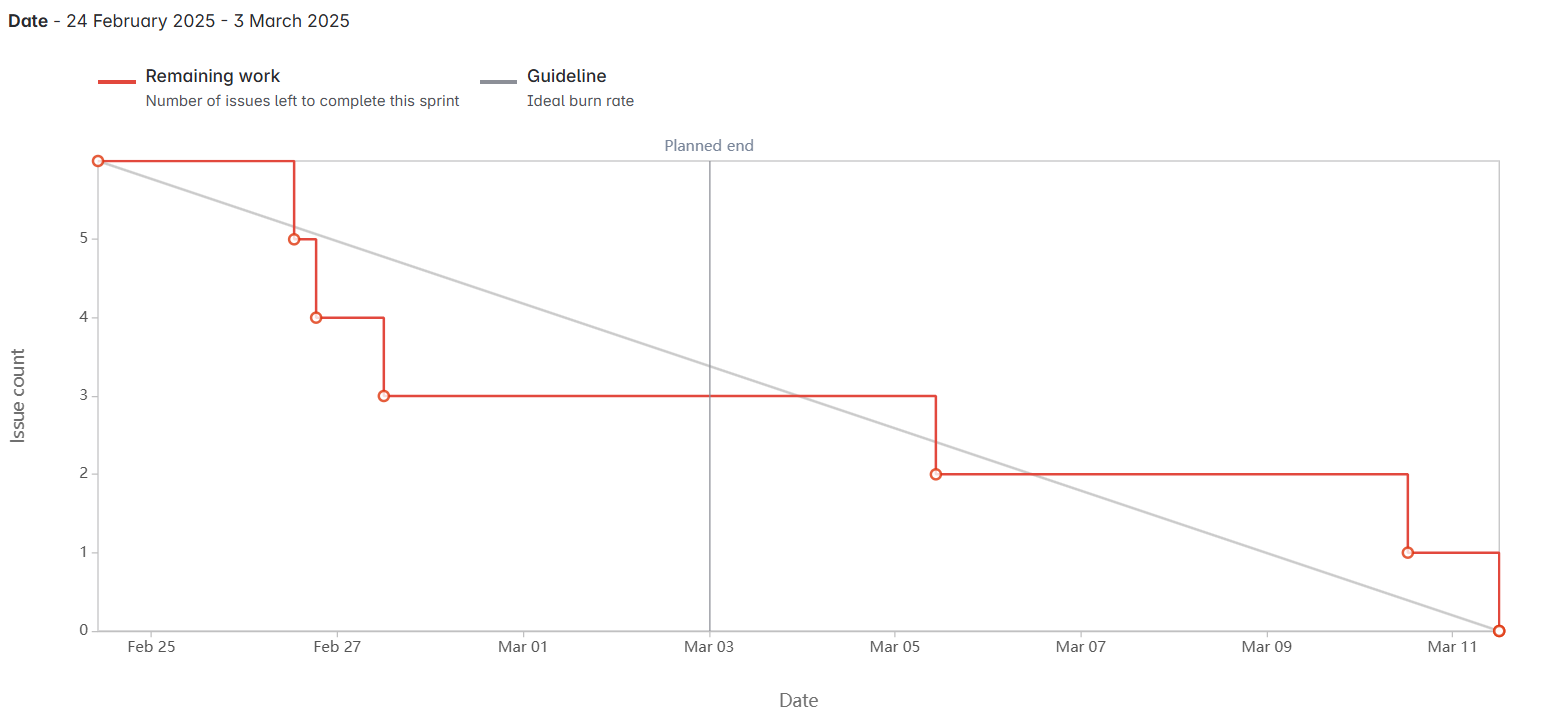 Date - 24 February 2025 - 3 March 2025
Remaining work
Number of issues left to complete this sprint
Guideline
Ideal burn rate
Planned end
5
4
3
2
1
0
Issue count
Feb 25 Feb 27 Mar 01 Mar 03 Mar 05 Mar 07 Mar 09 Mar 11
Date